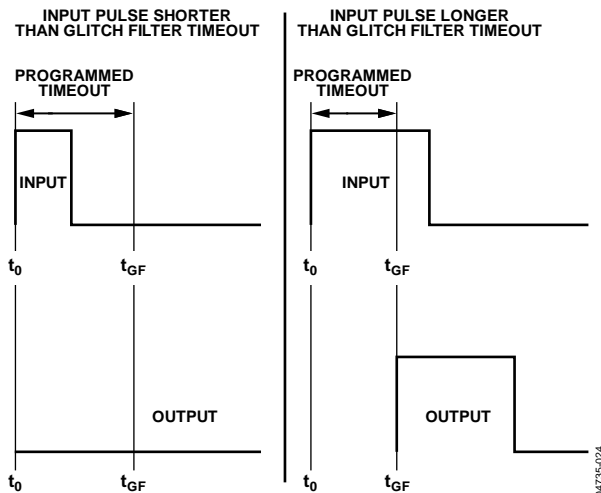 INPUT PULSE SHORTER
THAN GLITCH FILTER TIMEOUT
PROGRAMMED
TIMEOUT
INPUT
t0
tGF
OUTPUT
t0
tGF
INPUT PULSE LONGER
THAN GLITCH FILTER TIMEOUT
PROGRAMMED
TIMEOUT
INPUT
t0
tGF
OUTPUT
t0
tGF
04735-024